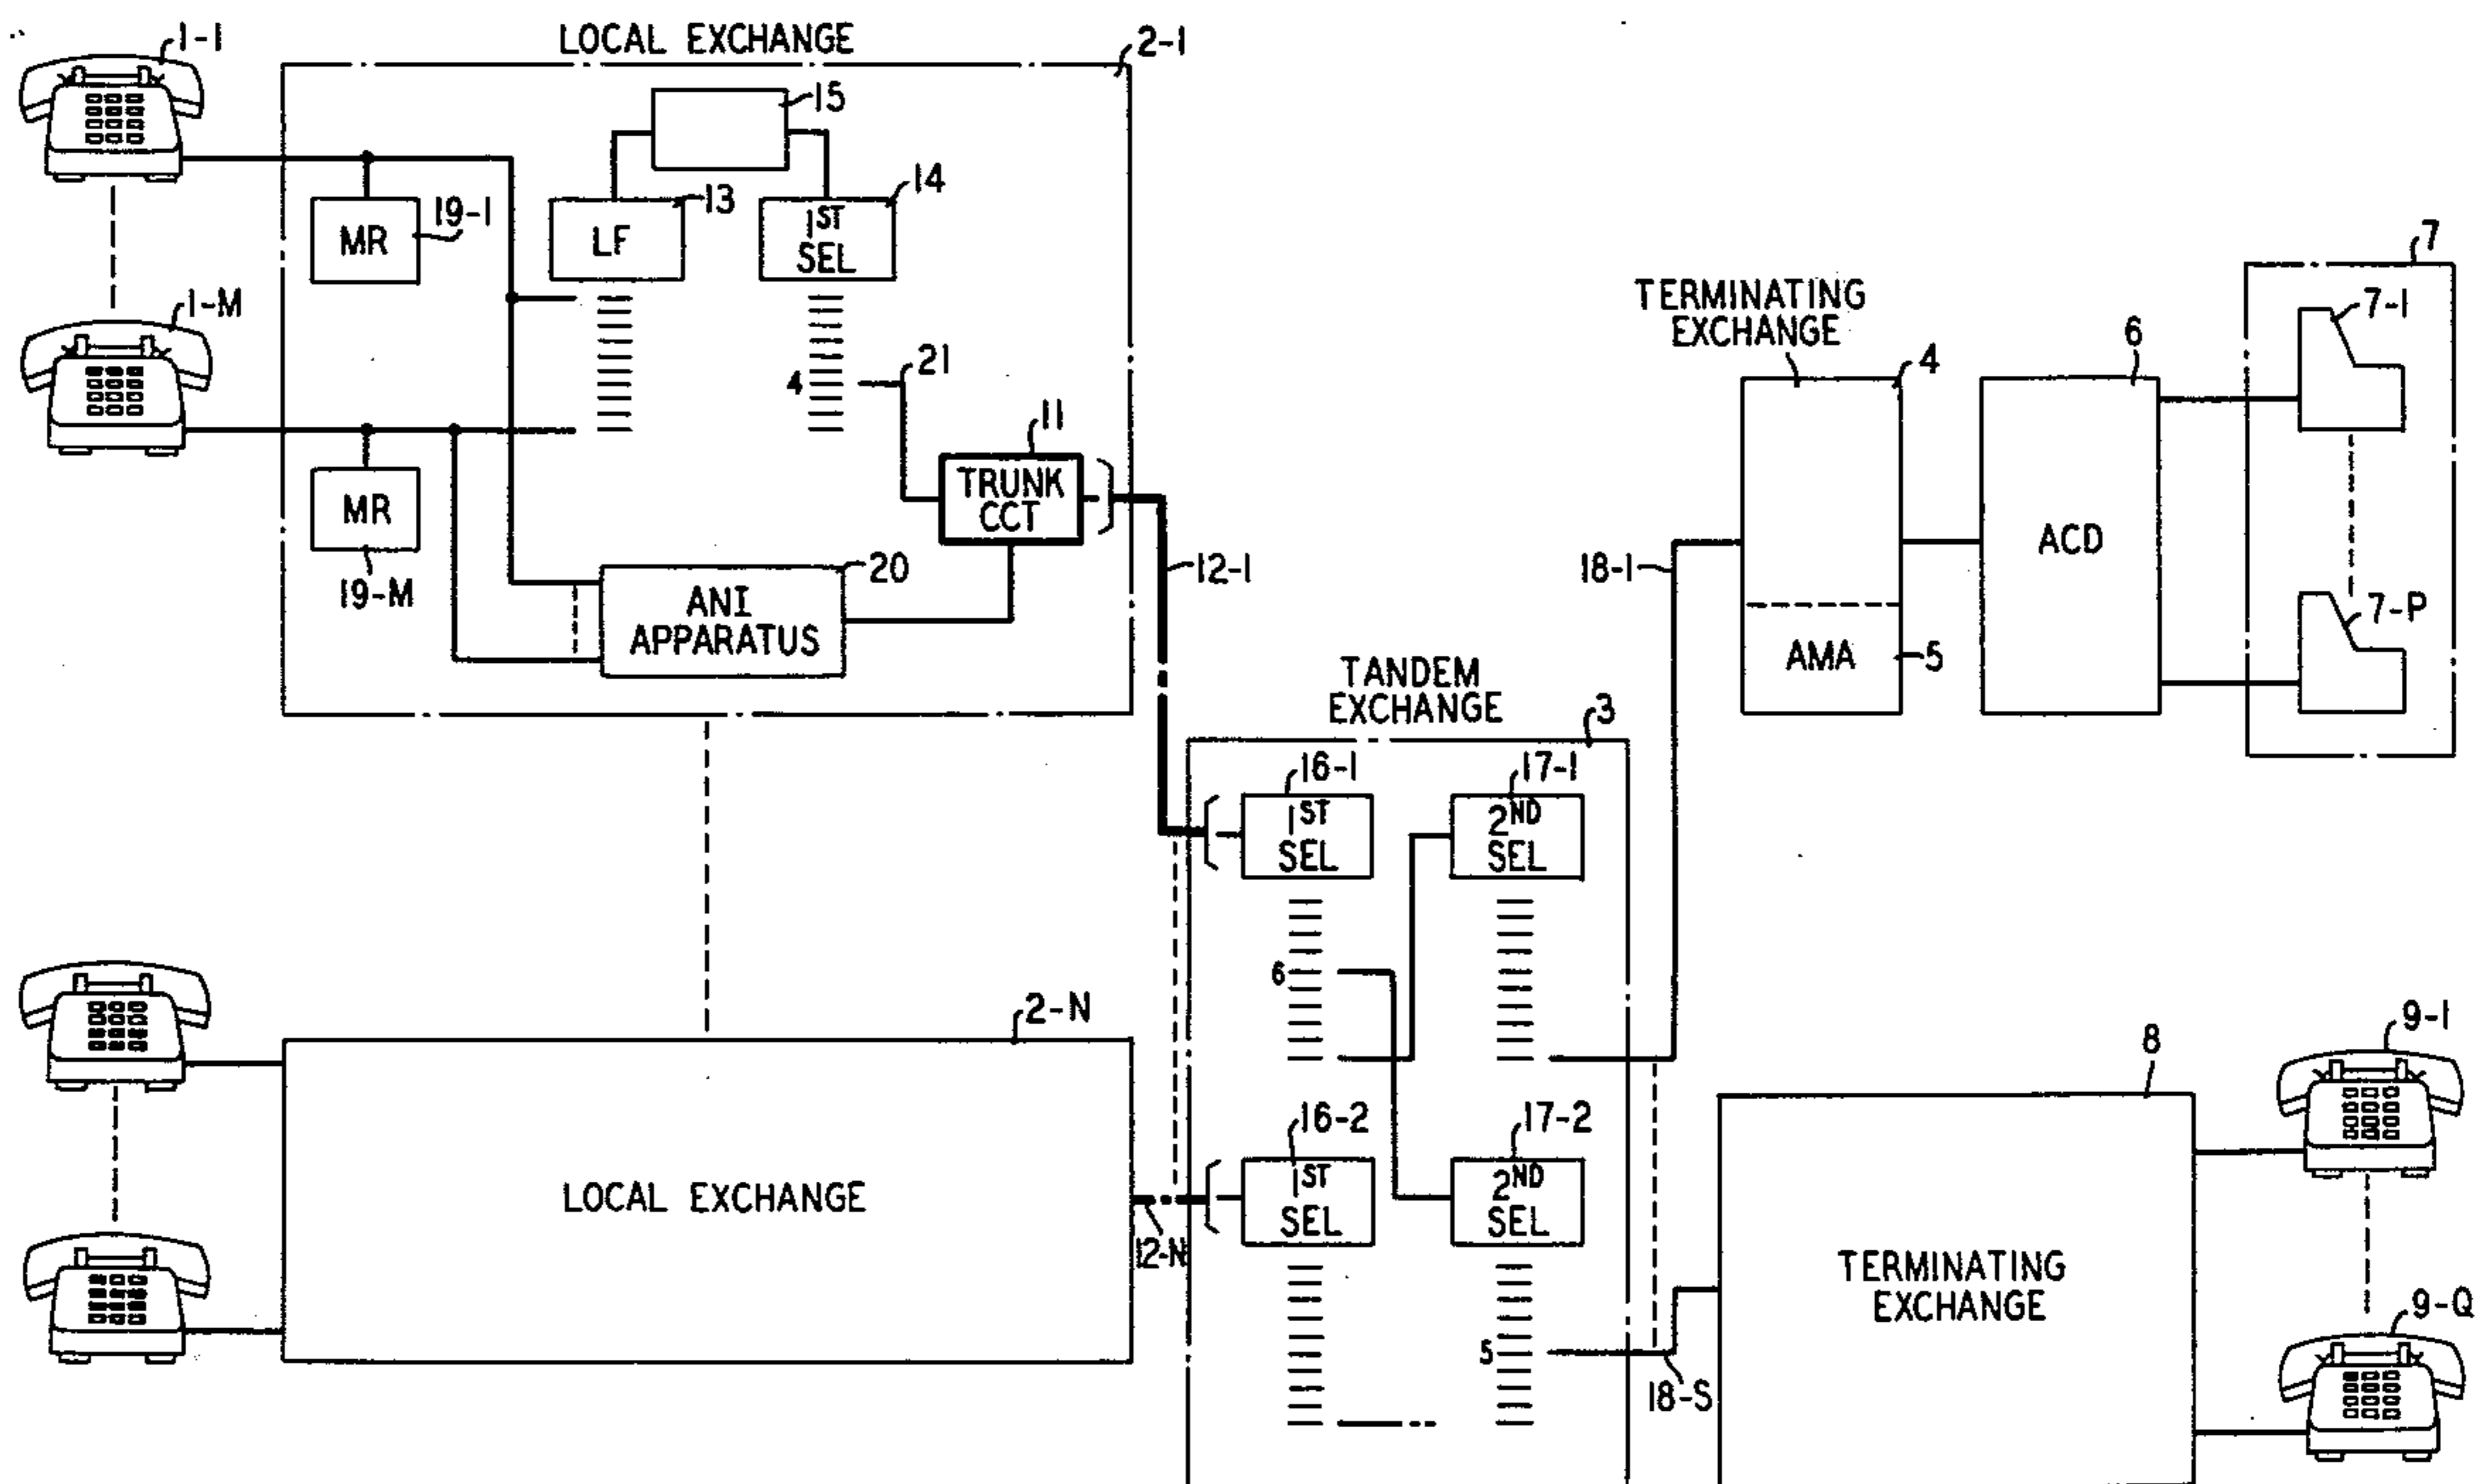 LOCAL EXCHANGE
1-1
2-1
15
13
14
LF
1ST
SEL
MR
19-1
1-M
4
21
11
TRUNK
CCT
MR
19-M
20
ANI
APPARATUS
12-1
TERMINATING
EXCHANGE
4
6
7
7-1
18-1
ACD
AMA
5
7-P
TANDEM
EXCHANGE
3
16-1
1ST
SEL
17-1
2ND
SEL
6
2-N
LOCAL EXCHANGE
12-N
16-2
1ST
SEL
17-2
2ND
SEL
5
18-S
8
TERMINATING
EXCHANGE
9-1
9-Q